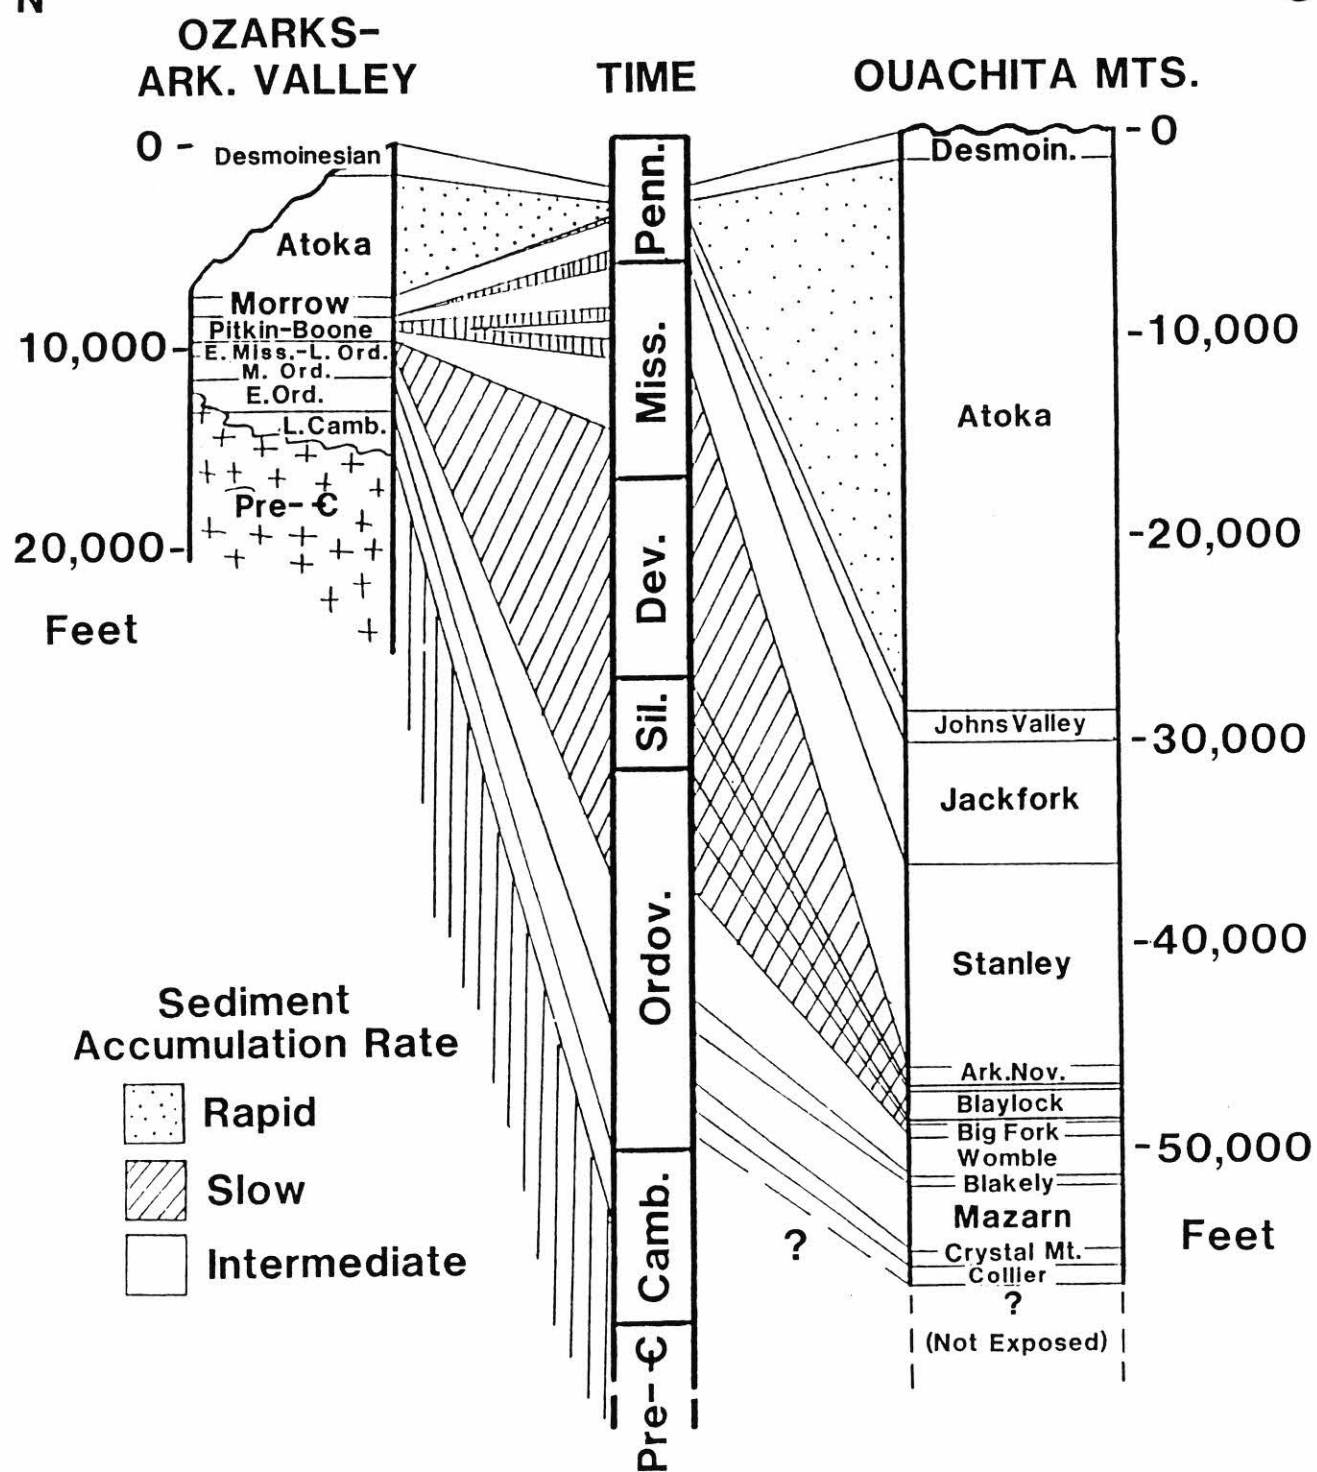 N
OZARKS-
ARK. VALLEY
TIME
OUACHITA MTS.
0 -
Desmoinesian
Atoka
Morrow
Pitkin-Boone
10,000-
E. Miss.-L. Ord.
M. Ord.
E.Ord.
L.Camb.
Pre-Є
20,000-
Feet
Penn.
Miss.
Dev.
Sil.
Ordov.
Camb.
Pre-Є
-0
Desmoin.
-10,000
Atoka
-20,000
Johns Valley
-30,000
Jackfork
Stanley
-40,000
Ark.Nov.
Blaylock
Big Fork
-50,000
Womble
Blakely
Mazarn
Feet
Crystal Mt.
Collier
?
?
(Not Exposed)
Sediment
Accumulation Rate
Rapid
Slow
Intermediate